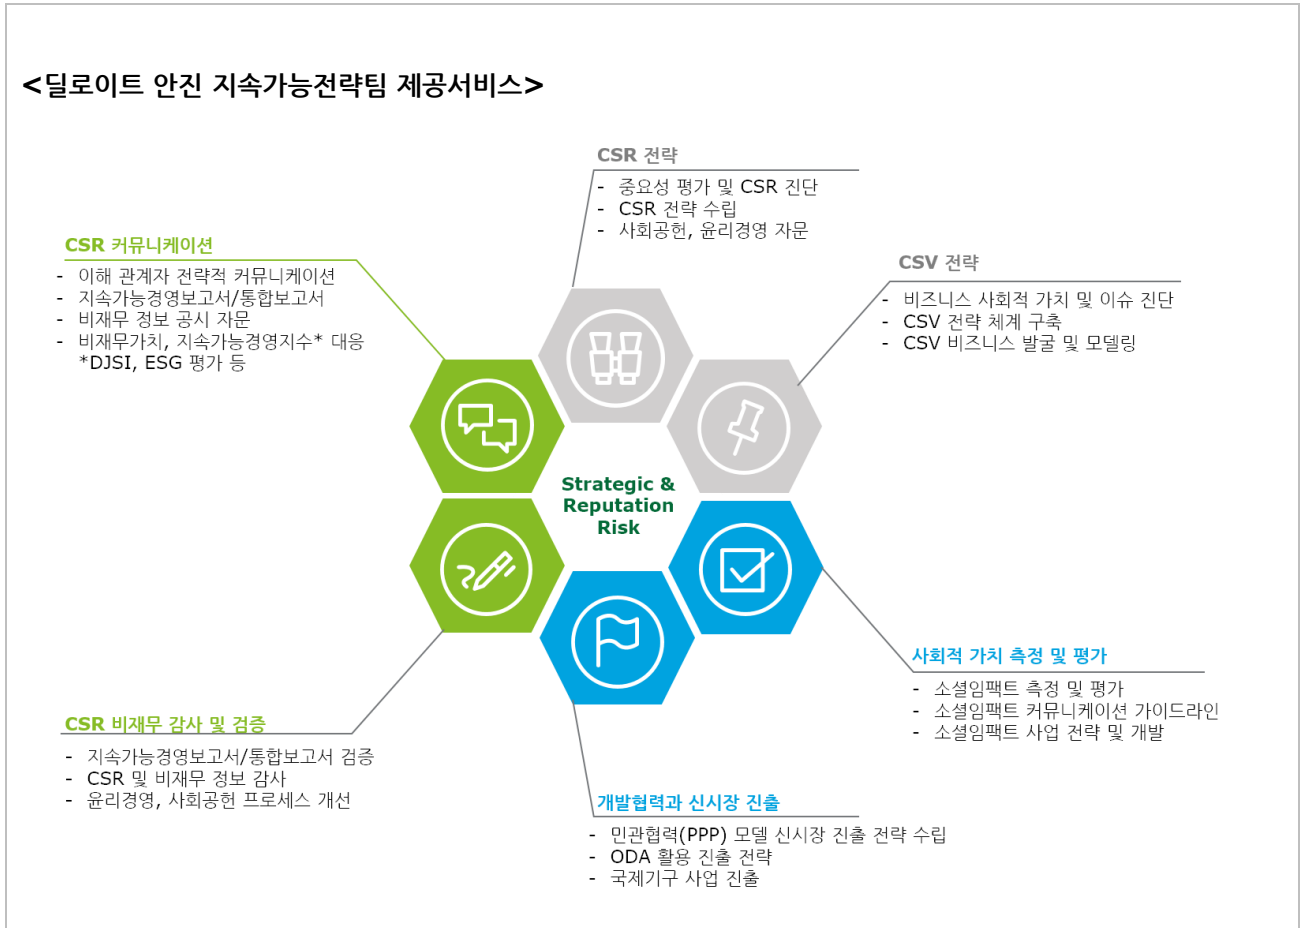 <딜로이트 안진 지속가능전략팀 제공서비스>
CSR 전략
- 중요성 평가 및 CSR 진단
- CSR 전략 수립
- 사회공헌, 윤리경영 자문
CSR 커뮤니케이션
- 이해 관계자 전략적 커뮤니케이션
- 지속가능경영보고서/통합보고서
- 비재무 정보 공시 자문
- 비재무가치, 지속가능경영지수* 대응
*DJSI, ESG 평가 등
CSV 전략
- 비즈니스 사회적 가치 및 이슈 진단
- CSV 전략 체계 구축
- CSV 비즈니스 발굴 및 모델링
Strategic &
Reputation
Risk
사회적 가치 측정 및 평가
- 소셜임팩트 측정 및 평가
- 소셜임팩트 커뮤니케이션 가이드라인
- 소셜임팩트 사업 전략 및 개발
CSR 비재무 감사 및 검증
- 지속가능경영보고서/통합보고서 검증
- CSR 및 비재무 정보 감사
- 윤리경영, 사회공헌 프로세스 개선
개발협력과 신시장 진출
- 민관협력(PPP) 모델 신시장 진출 전략 수립
- ODA 활용 진출 전략
- 국제기구 사업 진출